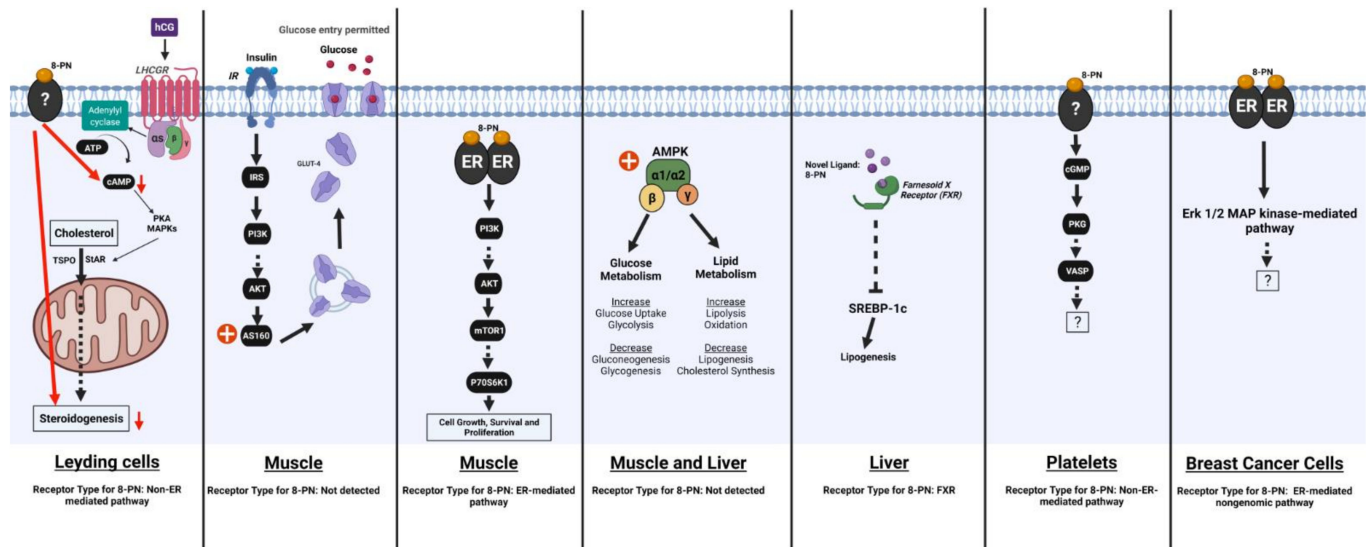 hCG
8-PN
LHCGR
?
Adenylyl
cyclase
αs
β
γ
ATP
cAMP
PKA
MAPKs
Cholesterol
TSPO
StAR
Steroidogenesis
Leyding cells
Receptor Type for 8-PN: Non-ER
mediated pathway
Glucose entry permitted
Insulin
Glucose
IR
GLUT-4
IRS
PI3K
AKT
AS160
Muscle
Receptor Type for 8-PN: Not detected
8-PN
ER
ER
PI3K
AKT
mTOR1
P70S6K1
Cell Growth, Survival and
Proliferation
Muscle
Receptor Type for 8-PN: ER-mediated
pathway
AMPK
α1/α2
β
γ
Glucose
Metabolism
Increase
Glucose Uptake
Glycolysis
Decrease
Gluconeogenesis
Glycogenesis
Lipid
Metabolism
Increase
Lipolysis
Oxidation
Decrease
Lipogenesis
Cholesterol Synthesis
Muscle and Liver
Receptor Type for 8-PN: Not detected
Novel Ligand:
8-PN
Farnesoid X
Receptor (FXR)
SREBP-1c
Lipogenesis
Liver
Receptor Type for 8-PN: FXR
8-PN
?
cGMP
PKG
VASP
?
Platelets
Receptor Type for 8-PN: Non-ER-
mediated pathway
8-PN
ER
ER
Erk 1/2 MAP kinase-mediated
pathway
?
Breast Cancer Cells
Receptor Type for 8-PN: ER-mediated
nongenomic pathway